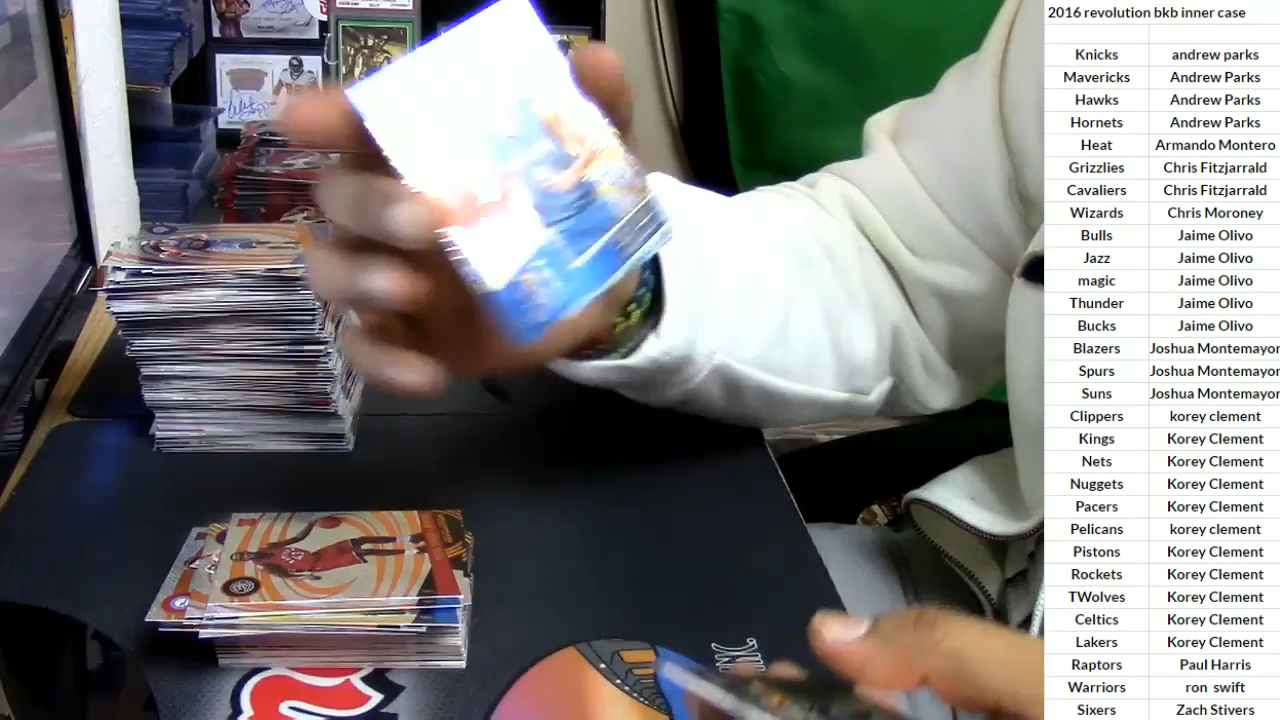 2016 revolution bkb inner case
Knicks andrew parks
Mavericks Andrew Parks
Hawks Andrew Parks
Hornets Andrew Parks
Heat Armando Montero
Grizzlies Chris Fitzjarrald
Cavaliers Chris Fitzjarrald
Wizards Chris Moroney
Bulls Jaime Olivo
Jazz Jaime Olivo
magic Jaime Olivo
Thunder Jaime Olivo
Bucks Jaime Olivo
Blazers Joshua Montemayor
Spurs Joshua Montemayor
Suns Joshua Montemayor
Clippers korey clement
Kings Korey Clement
Nets Korey Clement
Nuggets Korey Clement
Pacers Korey Clement
Pelicans korey clement
Pistons Korey Clement
Rockets Korey Clement
TWolves Korey Clement
Celtics Korey Clement
Lakers Korey Clement
Raptors Paul Harris
Warriors ron swift
Sixers Zach Stivers